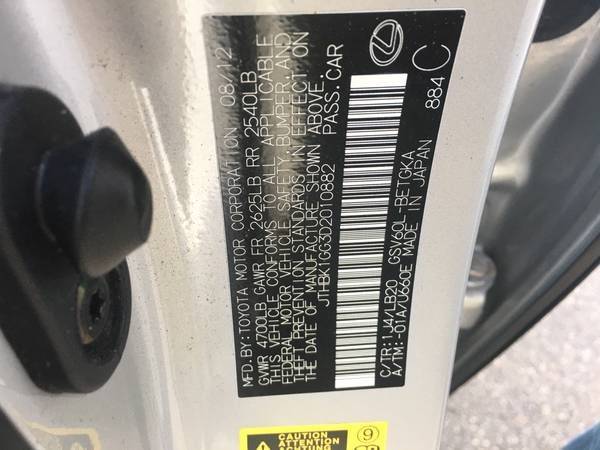 MFD.BY:TOYOTA MOTOR CORPORATION 08/12
GVWR 4700LB GAWR FR 2625LB RR 2540LB
THIS VEHICLE CONFORMS TO ALL APPLICABLE
FEDERAL MOTOR VEHICLE SAFETY,BUMPER,AND
THEFT PREVENTION STANDARDS IN EFFECT ON
THE DATE OF MANUFACTURE SHOWN ABOVE.
JTHBK1GG3D2010882 PASS.CAR
C/TR:1J4/LB20 GSV60L-BETGKA
A/TM:-01A/U660E MADE IN JAPAN 884
C
CAUTION
ATTENTION
9